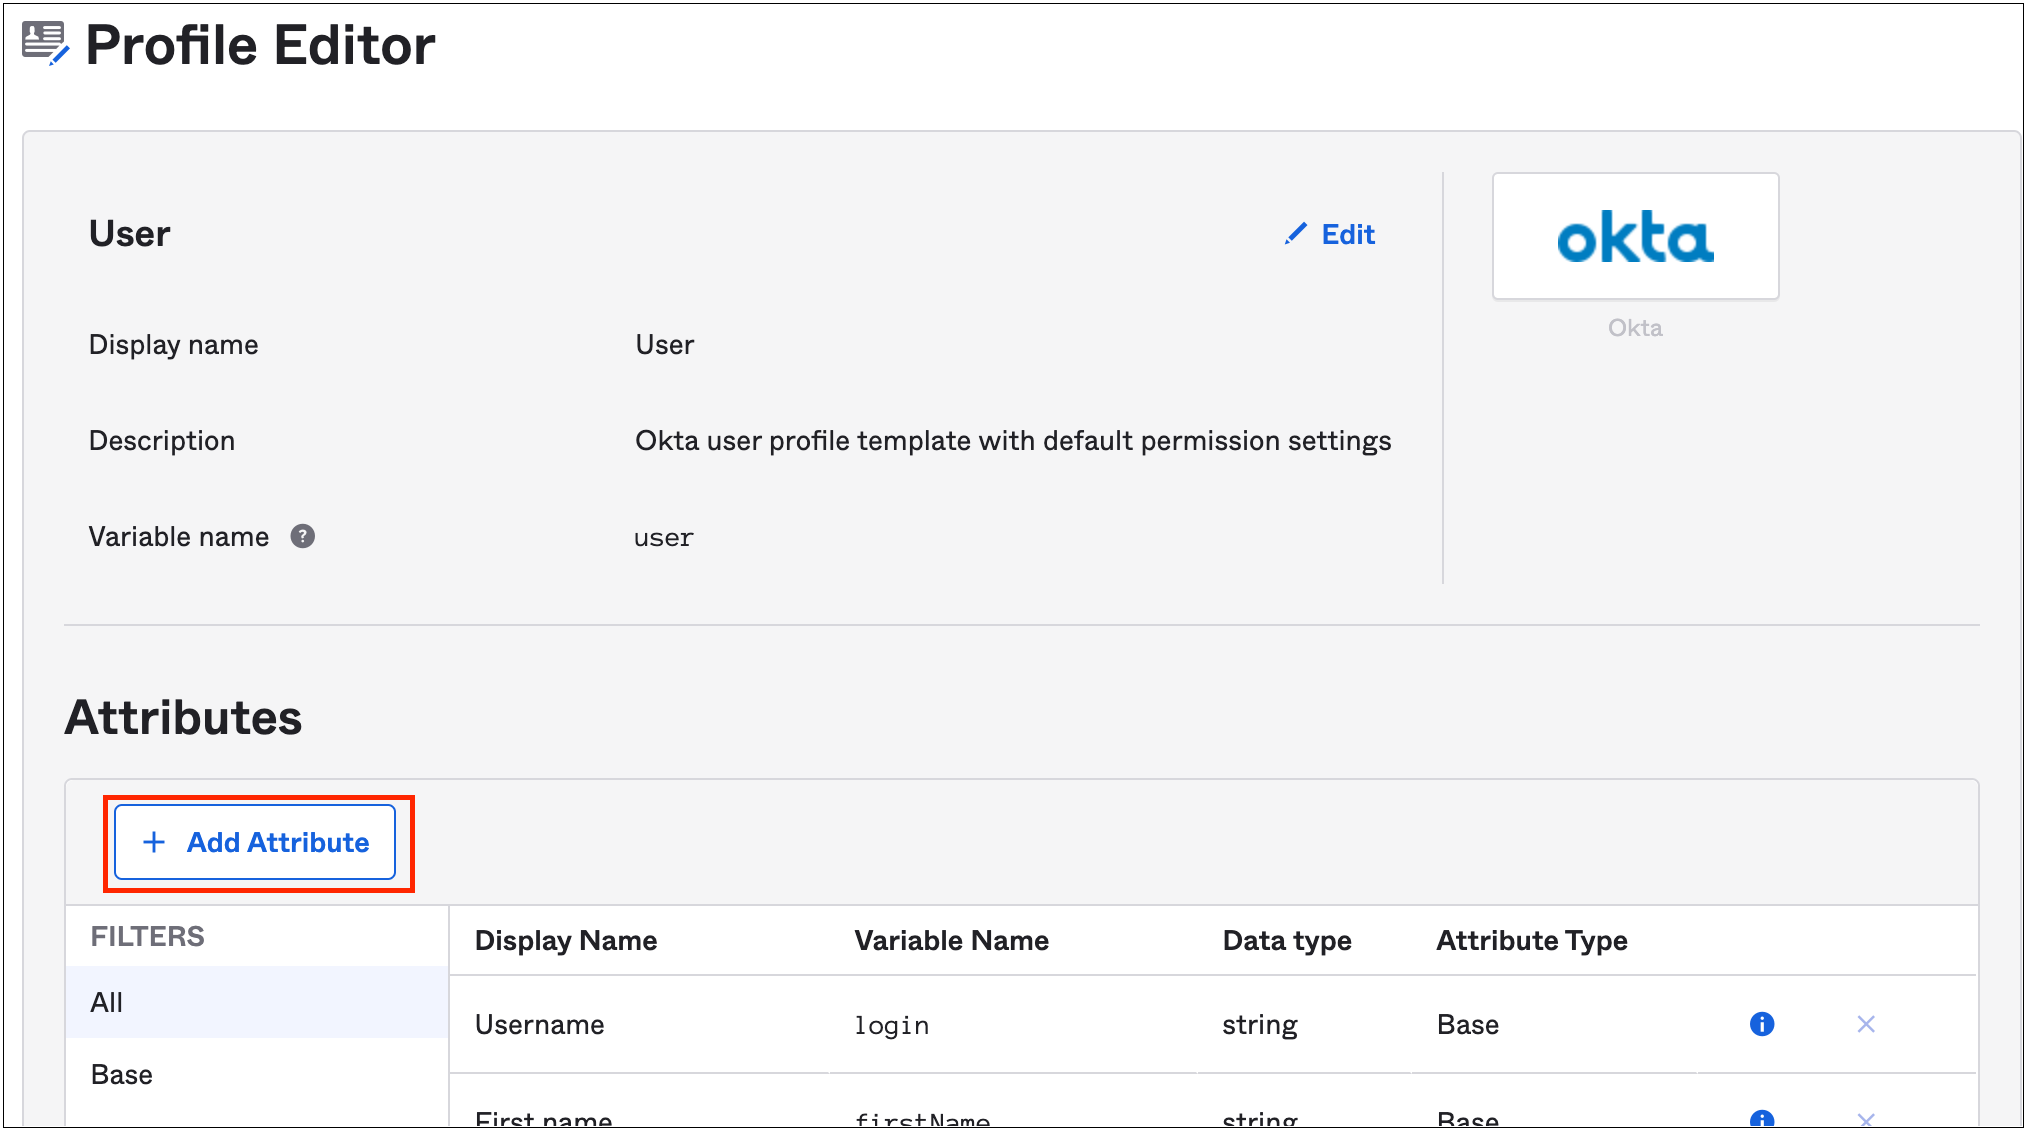 Profile Editor
User
Edit
okta
Okta
Display name User
Description Okta user profile template with default permission settings
Variable name ? user
Attributes
+ Add Attribute
FILTERS
All
Base
Display Name Variable Name Data type Attribute Type
Username login string Base
First name firstName string Base